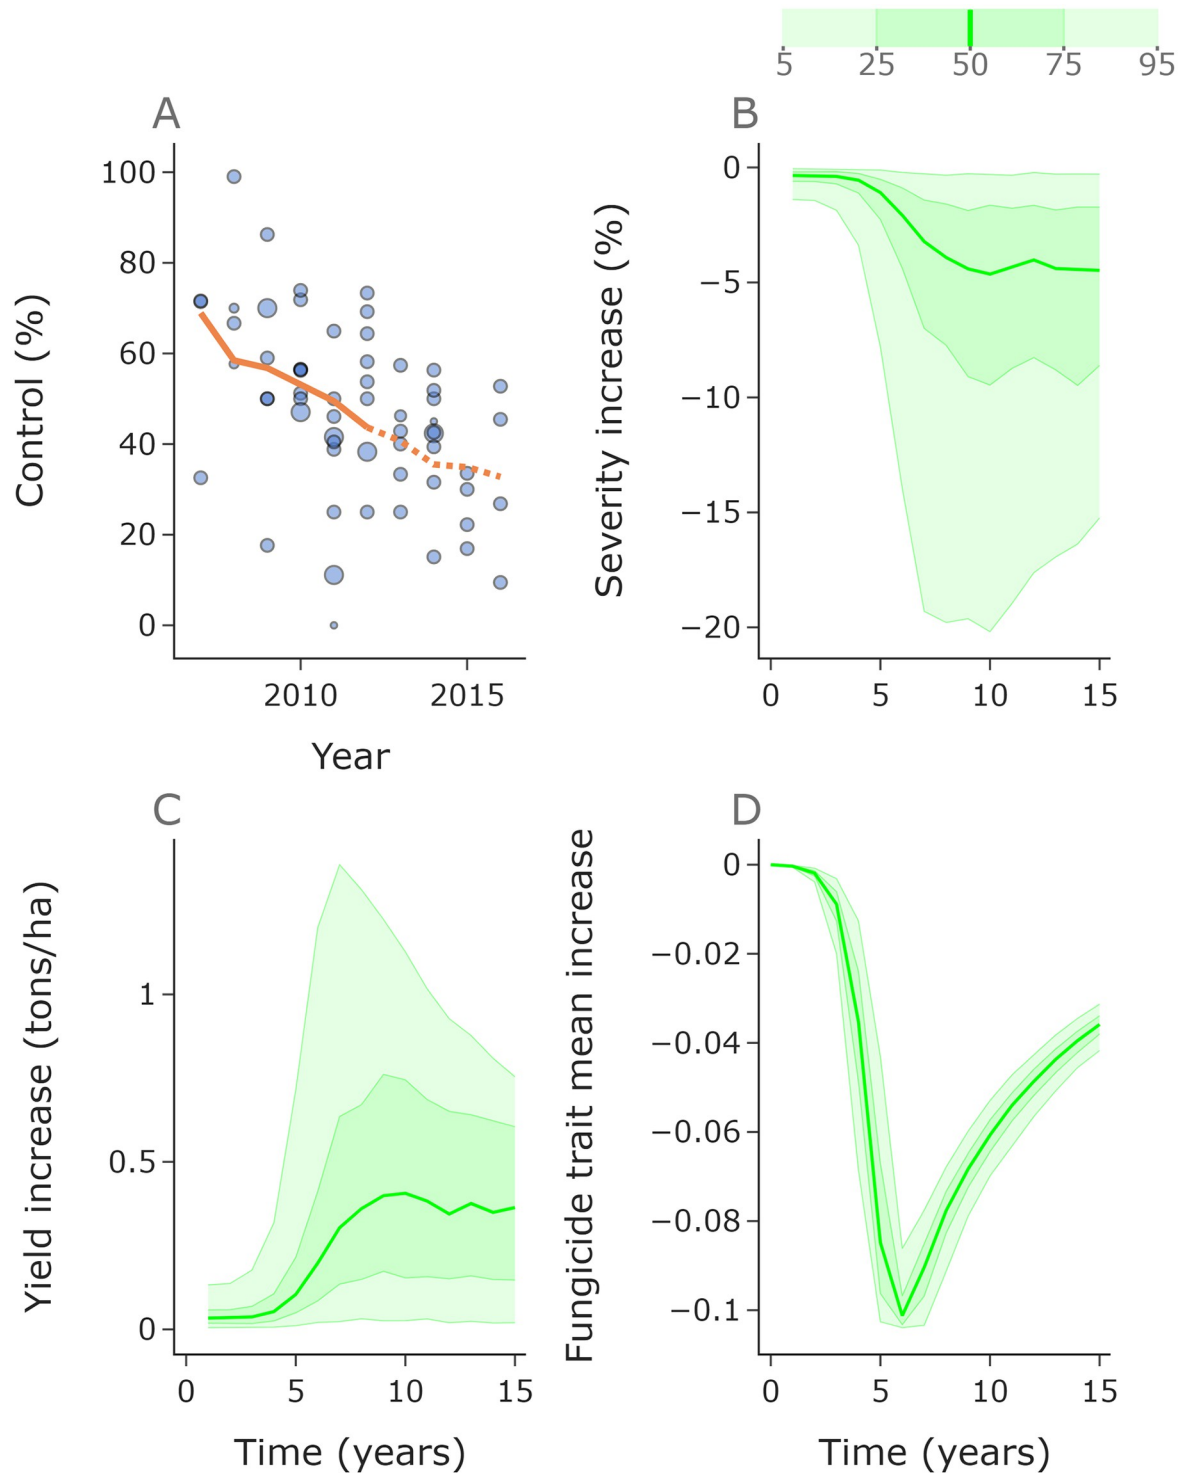 5 25 50 75 95
A
Control (%)
100
80
60
40
20
0
2010 2015
Year
B
Severity increase (%)
0
−5
−10
−15
−20
0 5 10 15
C
Yield increase (tons/ha)
1
0.5
0
0 5 10 15
Time (years)
D
Fungicide trait mean increase
0
−0.02
−0.04
−0.06
−0.08
−0.1
0 5 10 15
Time (years)